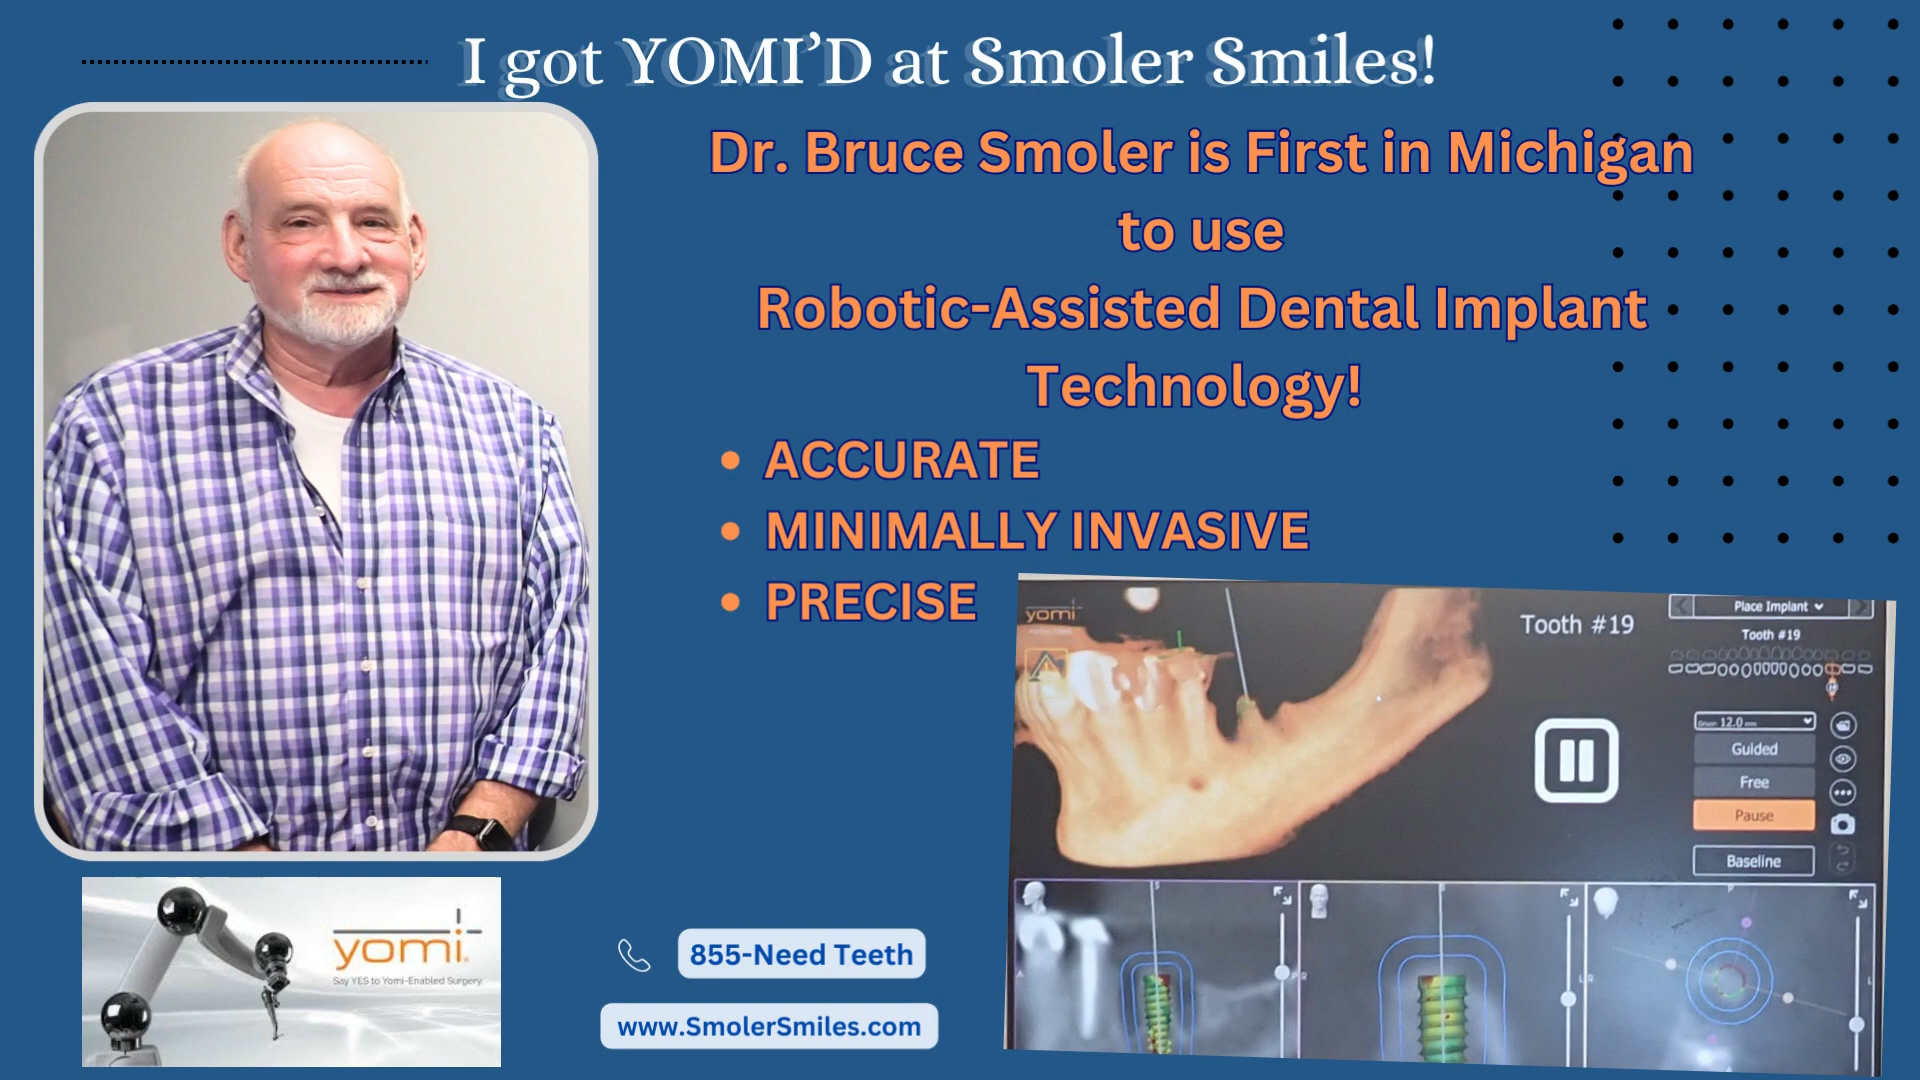 I got YOMI’D at Smoler Smiles!
Dr. Bruce Smoler is First in Michigan
to use
Robotic-Assisted Dental Implant
Technology!
• ACCURATE
• MINIMALLY INVASIVE
• PRECISE
yomi
Tooth #19
Place Implant
Tooth #19
12.0 mm
Guided
Free
Pause
Baseline
S
S
P
A
P
R
L
R
L
yomi
Say YES to Yomi-Enabled Surgery
855-Need Teeth
www.SmolerSmiles.com